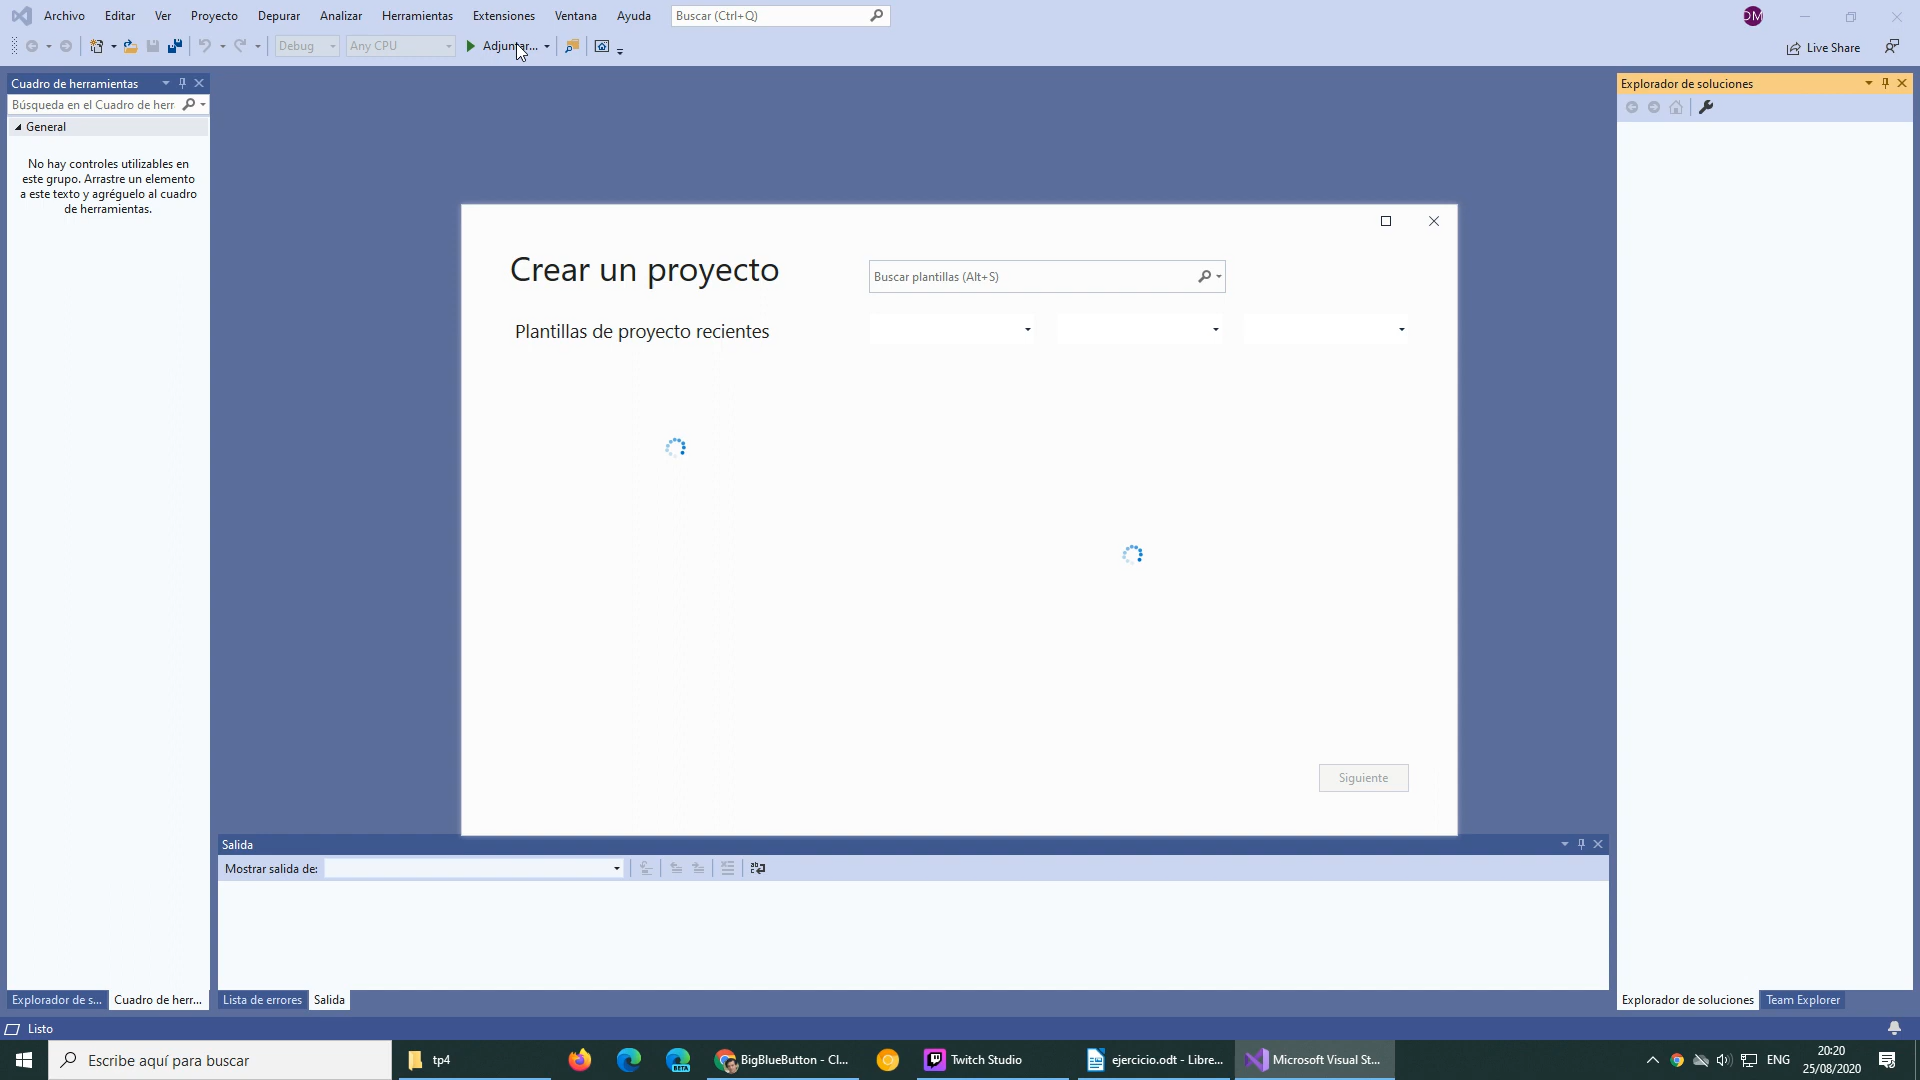 Archivo Editar Ver Proyecto Depurar Analizar Herramientas Extensiones Ventana Ayuda Buscar (Ctrl+Q) DM
Debug Any CPU Live Share
Cuadro de herramientas
Búsqueda en el Cuadro de herr
General
No hay controles utilizables en
este grupo. Arrastre un elemento
a este texto y agréguelo al cuadro
de herramientas.
Crear un proyecto
Buscar plantillas (Alt+S)
Plantillas de proyecto recientes
Siguiente
Explorador de soluciones
Salida
Mostrar salida de:
Explorador de s... Cuadro de herr... Lista de errores Salida Explorador de soluciones Team Explorer
Listo
Escribe aquí para buscar tp4 BETA BigBlueButton - Cl... Twitch Studio ejercicio.odt - Libre... Microsoft Visual St... ENG
20:20
25/08/2020